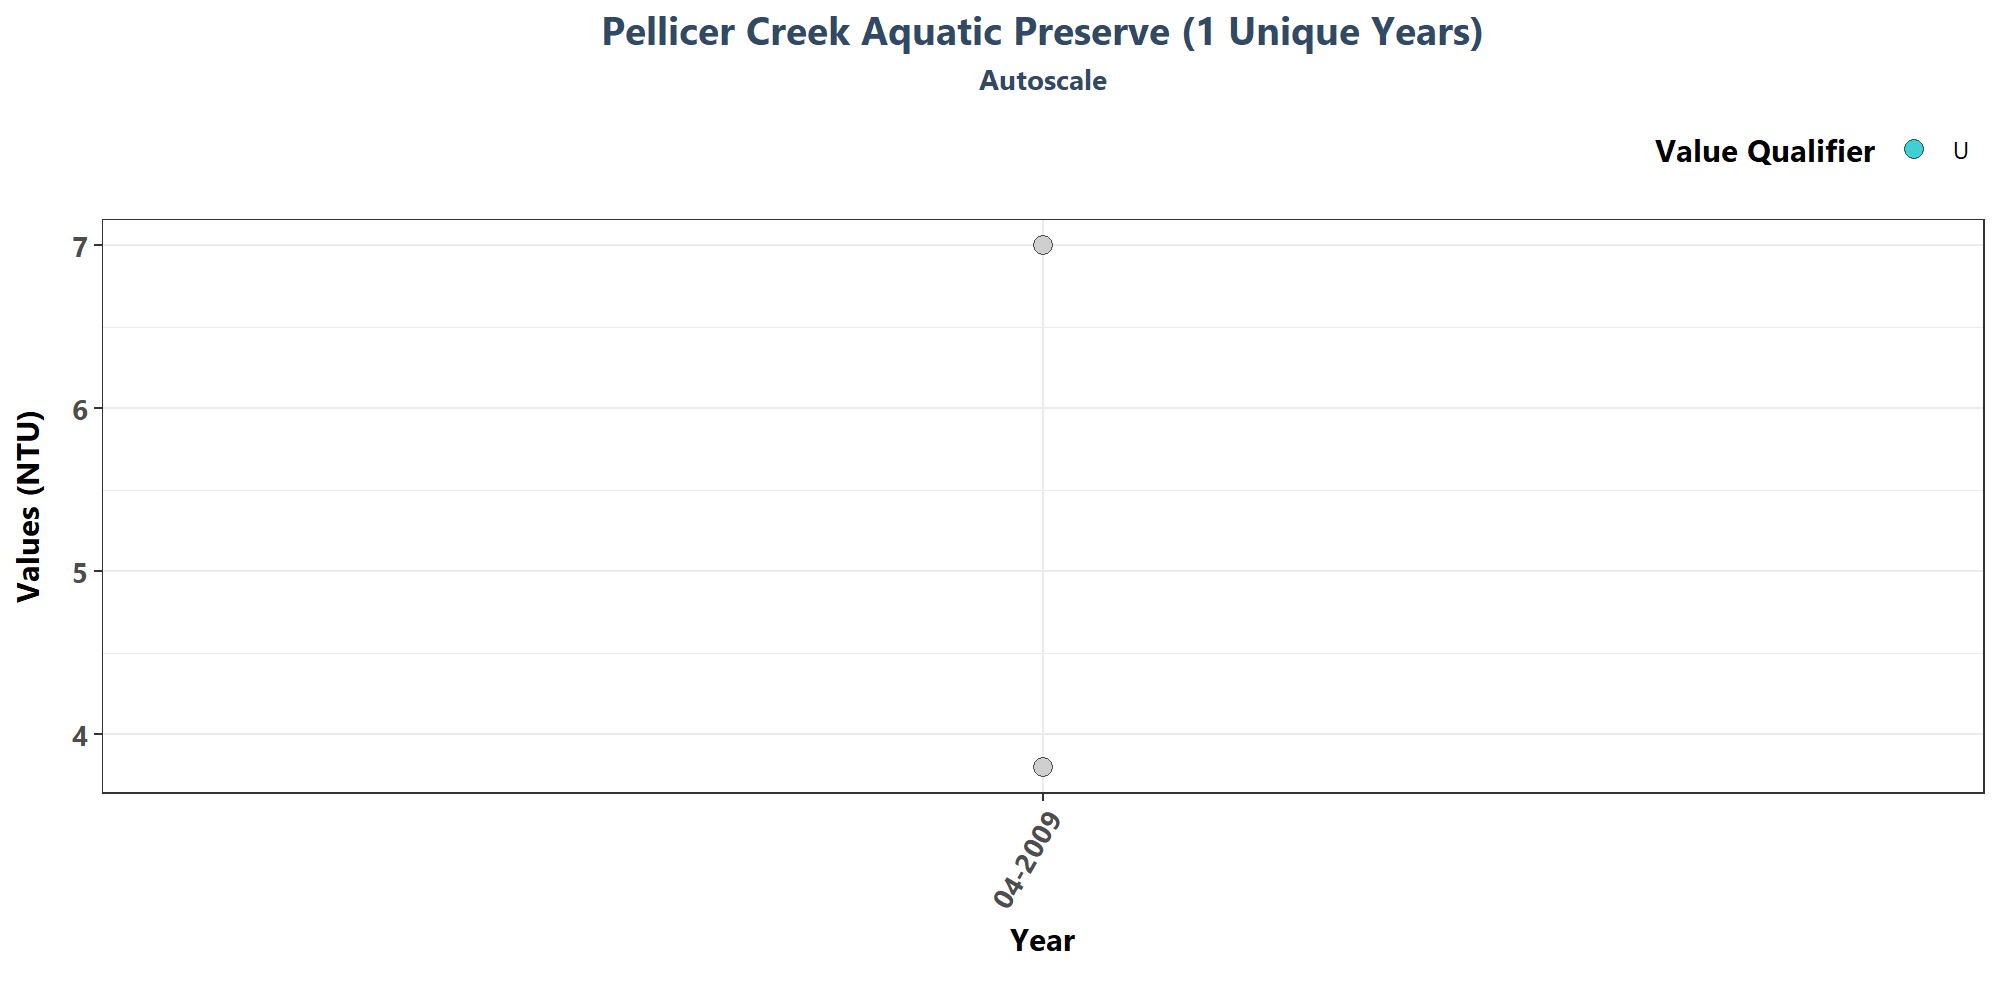 Pellicer Creek Aquatic Preserve (1 Unique Years)
Autoscale
Value Qualifier U
7
6
5
4
Values (NTU)
04-2009
Year